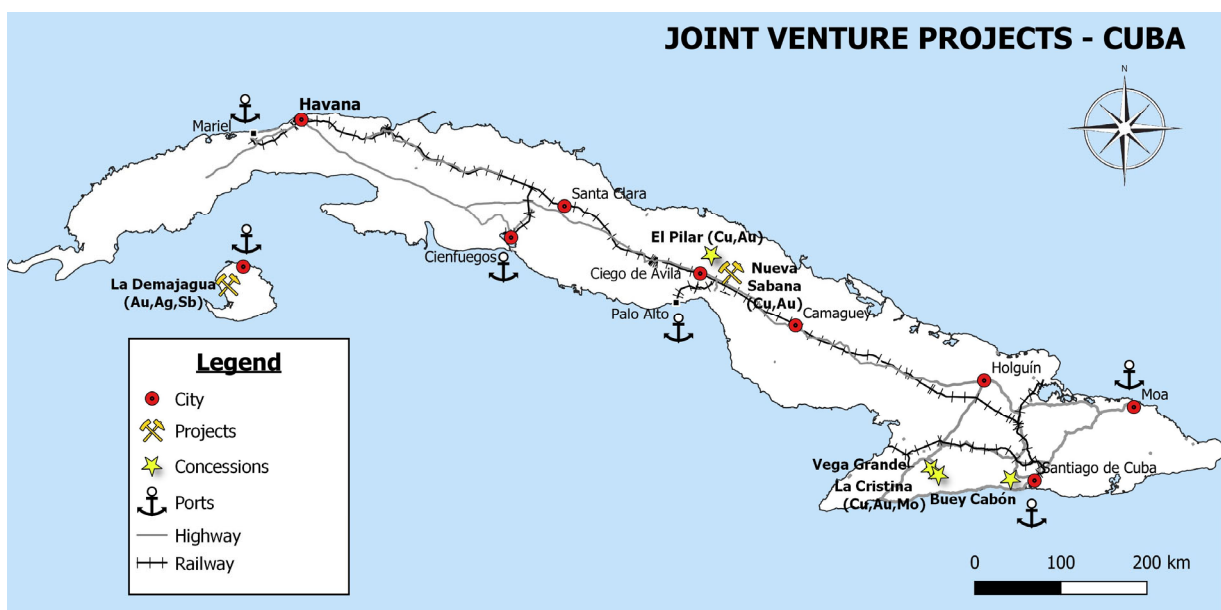 JOINT VENTURE PROJECTS - CUBA
N
Havana
Mariel
Santa Clara
El Pilar (Cu,Au)
Cienfuegos
Ciego de Ávila
Nueva
Sabana
(Cu,Au)
La Demajagua
(Au,Ag,Sb)
Palo Alto
Camaguey
Legend
City
Projects
Concessions
Ports
Highway
Railway
Holguín
Moa
Vega Grande
Santiago de Cuba
La Cristina
(Cu,Au,Mo)
Buey Cabón
0 100 200 km